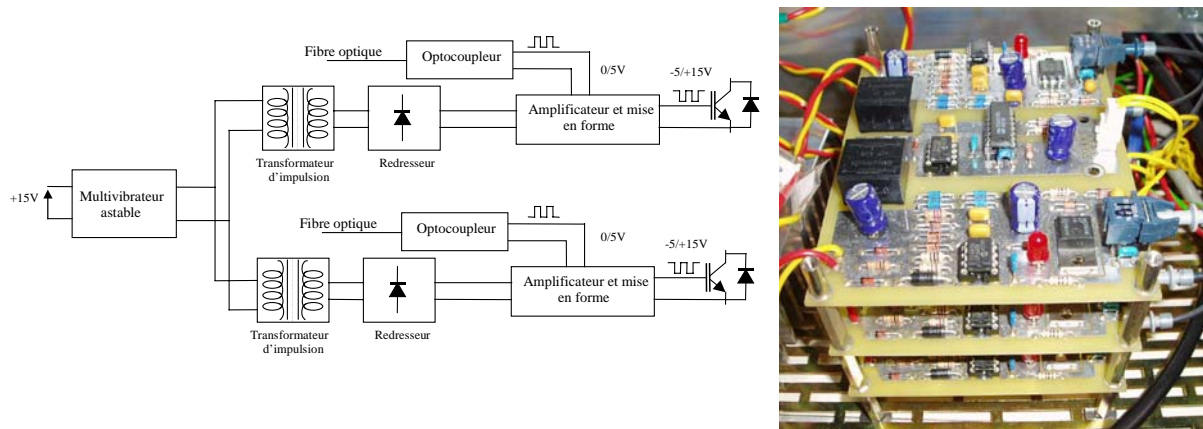 Fibre optique
Optocoupleur
0/5V
-5/+15V
Amplificateur et mise
en forme
Transformateur
d'impulsion
Redresseur
+15V
Multivibrateur
astable
Fibre optique
Optocoupleur
0/5V
-5/+15V
Amplificateur et mise
en forme
Transformateur
d'impulsion
Redresseur